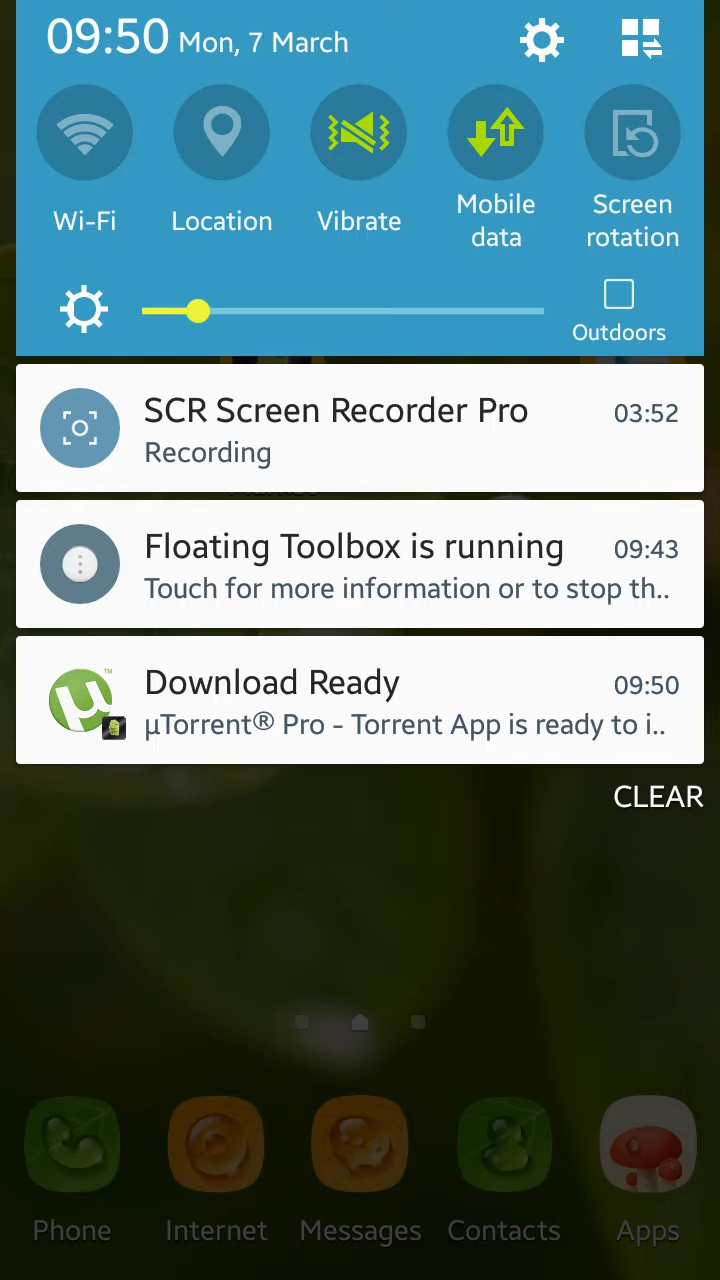 09:50 Mon, 7 March
Wi-Fi
Location
Vibrate
Mobile
data
Screen
rotation
Outdoors
SCR Screen Recorder Pro 03:52
Recording
Floating Toolbox is running 09:43
Touch for more information or to stop th..
Download Ready 09:50
µTorrent® Pro - Torrent App is ready to i..
CLEAR
Phone Internet Messages Contacts Apps